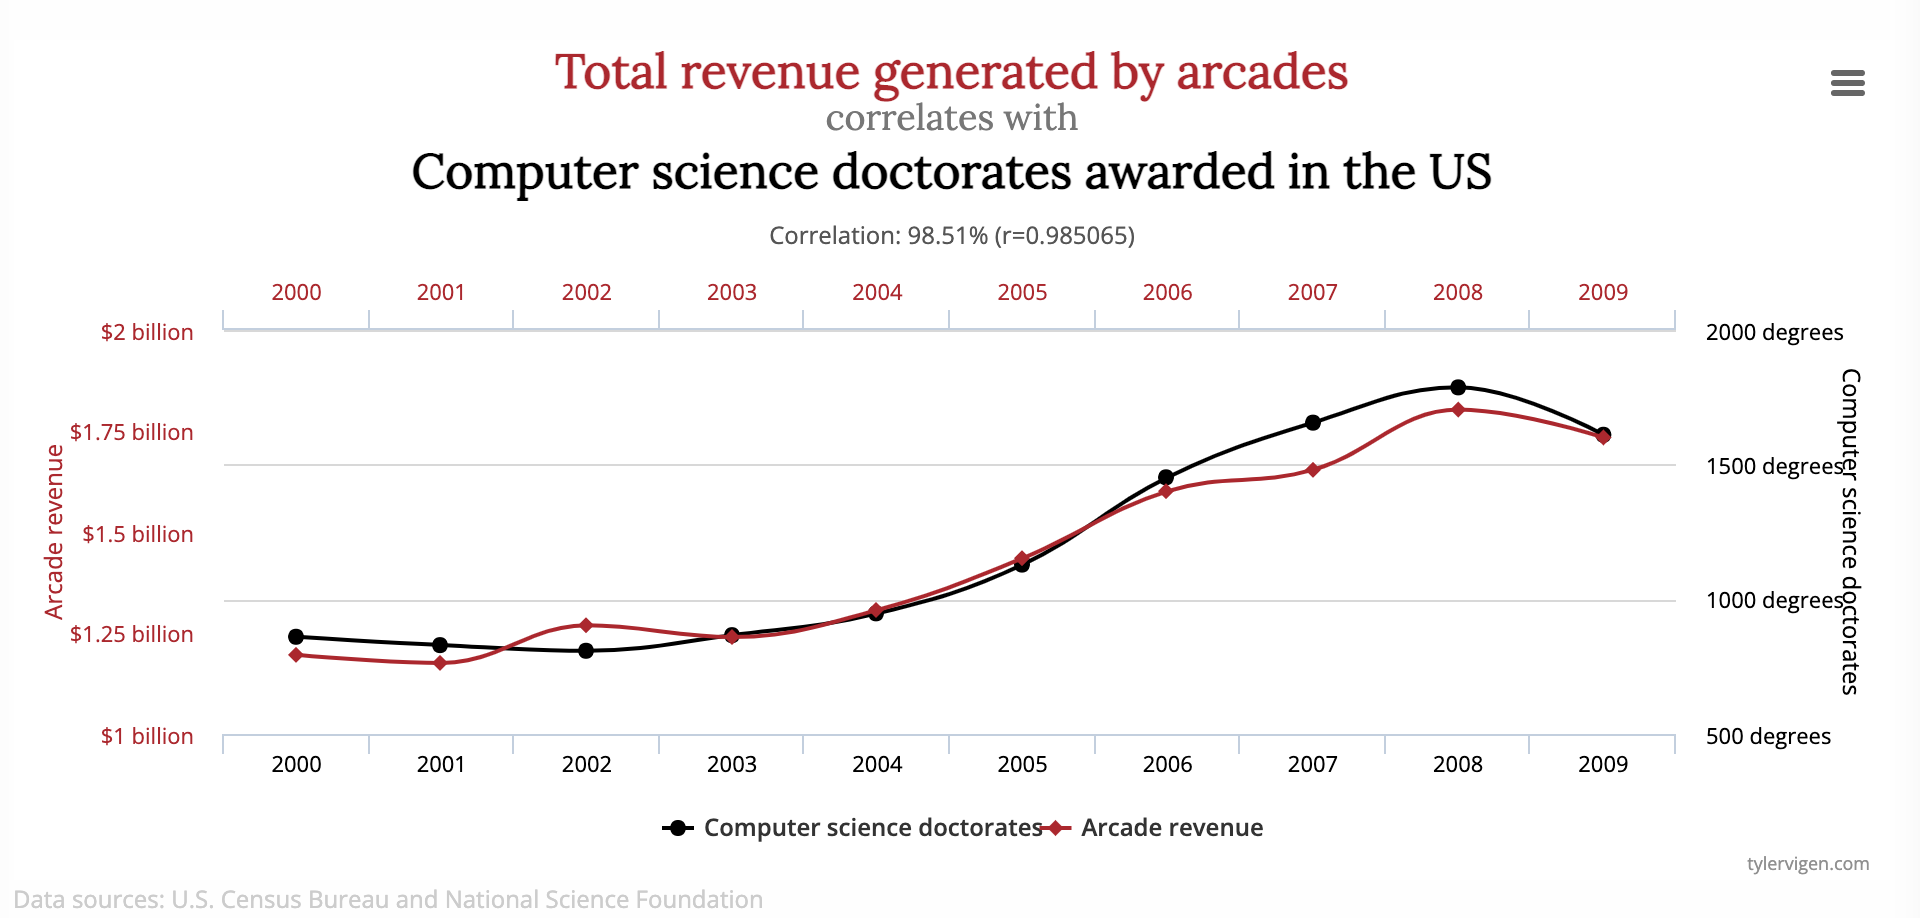 Total revenue generated by arcades
correlates with
Computer science doctorates awarded in the US
Correlation: 98.51% (r=0.985065)
2000 2001 2002 2003 2004 2005 2006 2007 2008 2009
Arcade revenue
$2 billion
$1.75 billion
$1.5 billion
$1.25 billion
$1 billion
2000 degrees
1500 degrees
1000 degrees
500 degrees
Computer science doctorates
2000 2001 2002 2003 2004 2005 2006 2007 2008 2009
Computer science doctorates Arcade revenue
tylervigen.com
Data sources: U.S. Census Bureau and National Science Foundation